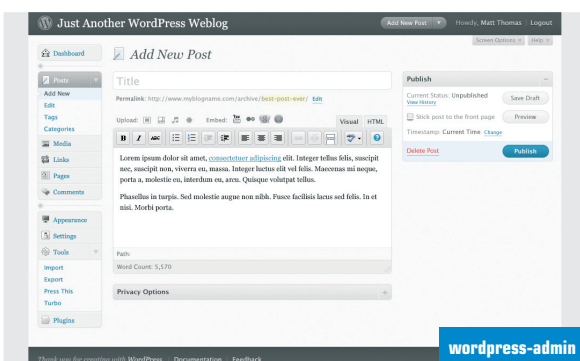 Just Another WordPress Weblog
Add New Post
Howdy, Matt Thomas | Logout
Screen Options
Help
Dashboard
Posts
Add New
Edit
Tags
Categories
Media
Links
Pages
Comments
Appearance
Settings
Tools
Import
Export
Press This
Turbo
Plugins
Add New Post
Title
Permalink: http://www.myblogname.com/archive/best-post-ever/ Edit
Upload:
Embed:
Visual
HTML
B I ABC
Lorem ipsum dolor sit amet, consectetuer adipiscing elit. Integer tellus felis, suscipit
nec, suscipit non, viverra eu, massa. Integer luctus elit vel felis. Maecenas mi neque,
porta a, molestie eu, interdum eu, arcu. Quisque volutpat tellus.
Phasellus in turpis. Sed molestie augue non nibh. Fusce facilisis lacus sed felis. In et
nisi. Morbi porta.
Path:
Word Count: 5,570
Privacy Options
Publish
Current Status: Unpublished
View History
Save Draft
Stick post to the front page
Preview
Timestamp: Current Time Change
Delete Post
Publish
Thank you for creating with WordPress | Documentation | Feedback
wordpress-admin